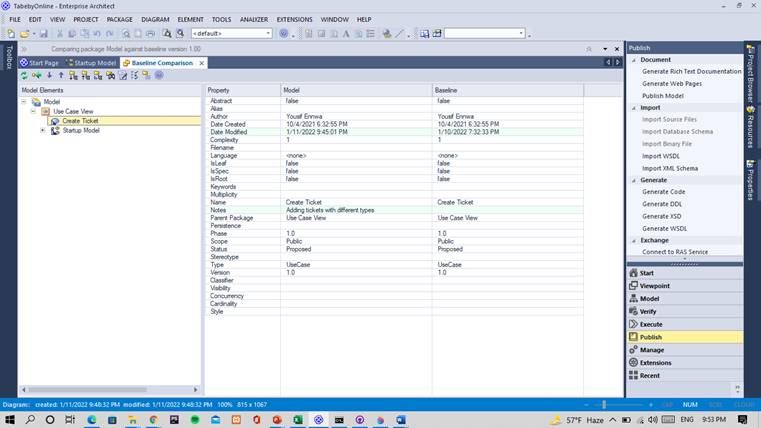 TabebyOnline - Enterprise Architect
FILE EDIT VIEW PROJECT PACKAGE DIAGRAM ELEMENT TOOLS ANALYZER EXTENSIONS WINDOW HELP
<default>
Comparing package Model against baseline version 1.00
Start Page Startup Model Baseline Comparison
Toolbox
Model Elements
Model
Use Case View
Create Ticket
Startup Model
Property Model Baseline
Abstract false false
Alias
Author Yousif Ennwa Yousif Ennwa
Date Created 10/4/2021 6:32:55 PM 10/4/2021 6:32:55 PM
Date Modified 1/11/2022 9:45:01 PM 1/10/2022 7:32:33 PM
Complexity 1 1
Filename
Language <none> <none>
IsLeaf false false
IsSpec false false
IsRoot false false
Keywords
Multiplicity
Name Create Ticket Create Ticket
Notes Adding tickets with different types
Parent Package Use Case View Use Case View
Persistence
Phase 1.0 1.0
Scope Public Public
Status Proposed Proposed
Stereotype
Type UseCase UseCase
Version 1.0 1.0
Classifier
Visibility
Concurrency
Cardinality
Style
Publish
Document
Generate Rich Text Documentation
Generate Web Pages
Publish Model
Import
Import Source Files
Import Database Schema
Import Binary File
Import WSDL
Import XML Schema
Generate
Generate Code
Generate DDL
Generate XSD
Generate WSDL
Exchange
Connect to RAS Service
Start
Viewpoint
Model
Verify
Execute
Publish
Manage
Extensions
Recent
Project Browser
Resources
Properties
Diagram: created: 1/11/2022 9:48:32 PM modified: 1/11/2022 9:48:32 PM 100% 815 x 1067
CAP NUM SCRL CLOUD
57°F Haze ENG 9:53 PM